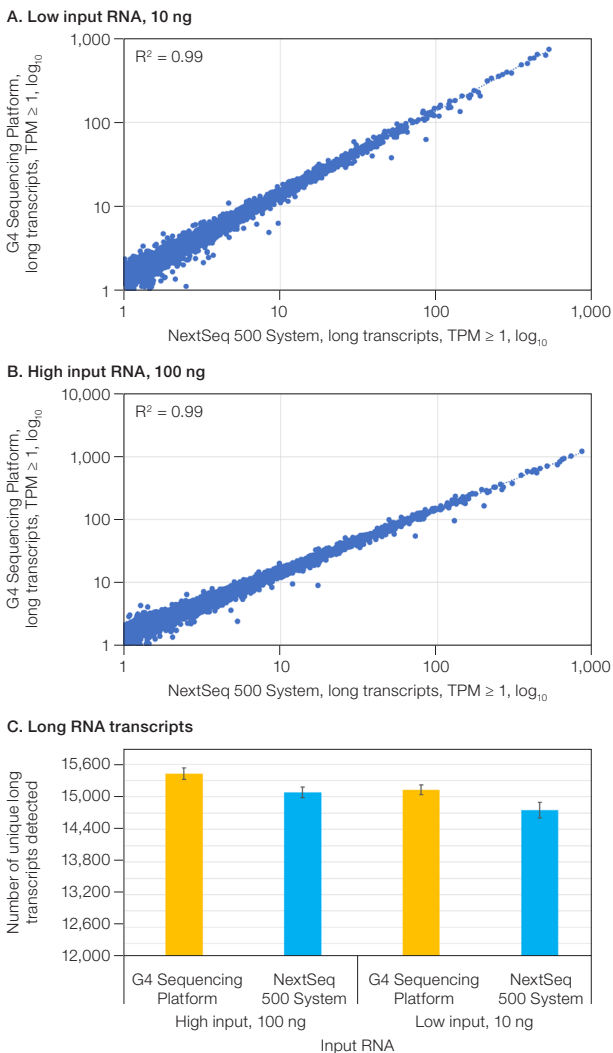 A. Low input RNA, 10 ng
G4 Sequencing Platform,
long transcripts, TPM ≥ 1, log₁₀
1,000
100
10
1
R² = 0.99
1
10
100
1,000
NextSeq 500 System, long transcripts, TPM ≥ 1, log₁₀
B. High input RNA, 100 ng
G4 Sequencing Platform,
long transcripts, TPM ≥ 1, log₁₀
10,000
1,000
100
10
1
R² = 0.99
1
10
100
1,000
NextSeq 500 System, long transcripts, TPM ≥ 1, log₁₀
C. Long RNA transcripts
Number of unique long
transcripts detected
15,600
15,000
14,400
13,800
13,200
12,600
12,000
G4 Sequencing
Platform
NextSeq
500 System
G4 Sequencing
Platform
NextSeq
500 System
High input, 100 ng
Low input, 10 ng
Input RNA